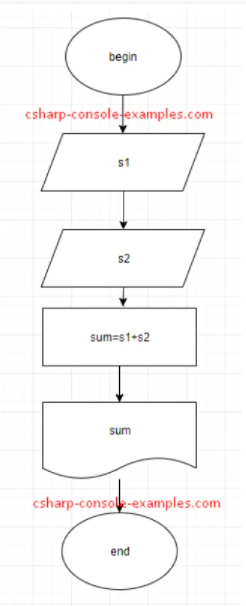 begin
csharp-console-examples.com
s1
s2
sum=s1+s2
sum
csharp-console-examples.com
end